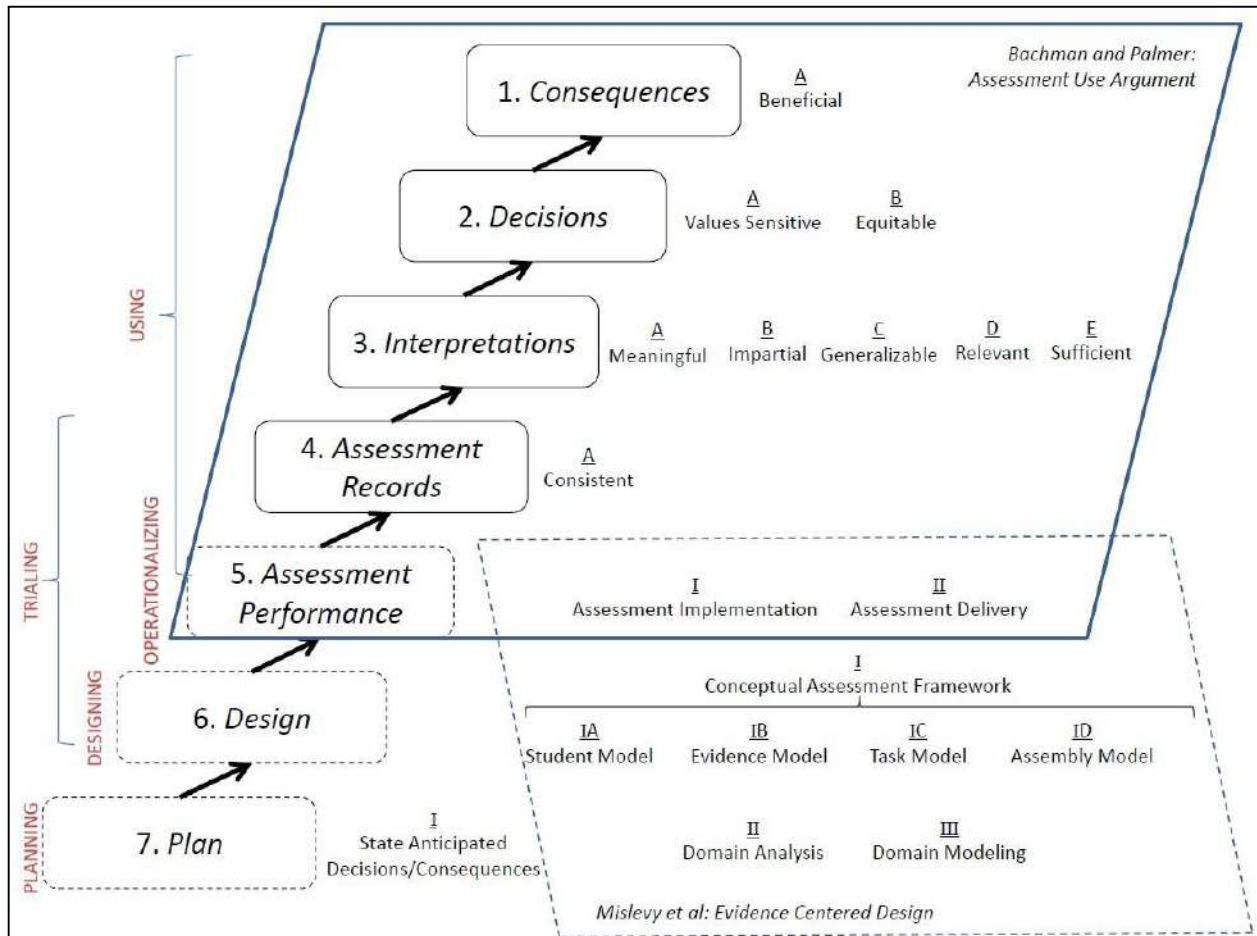 Bachman and Palmer:
Assessment Use Argument
1. Consequences
A
Beneficial
2. Decisions
A
Values Sensitive
B
Equitable
USING
3. Interpretations
A
Meaningful
B
Impartial
C
Generalizable
D
Relevant
E
Sufficient
4. Assessment
Records
A
Consistent
TRIALING
OPERATIONALIZING
5. Assessment
Performance
I
Assessment Implementation
II
Assessment Delivery
DESIGNING
6. Design
I
Conceptual Assessment Framework
IA
Student Model
IB
Evidence Model
IC
Task Model
ID
Assembly Model
PLANNING
7. Plan
I
State Anticipated
Decisions/Consequences
II
Domain Analysis
III
Domain Modeling
Mislevy et al: Evidence Centered Design